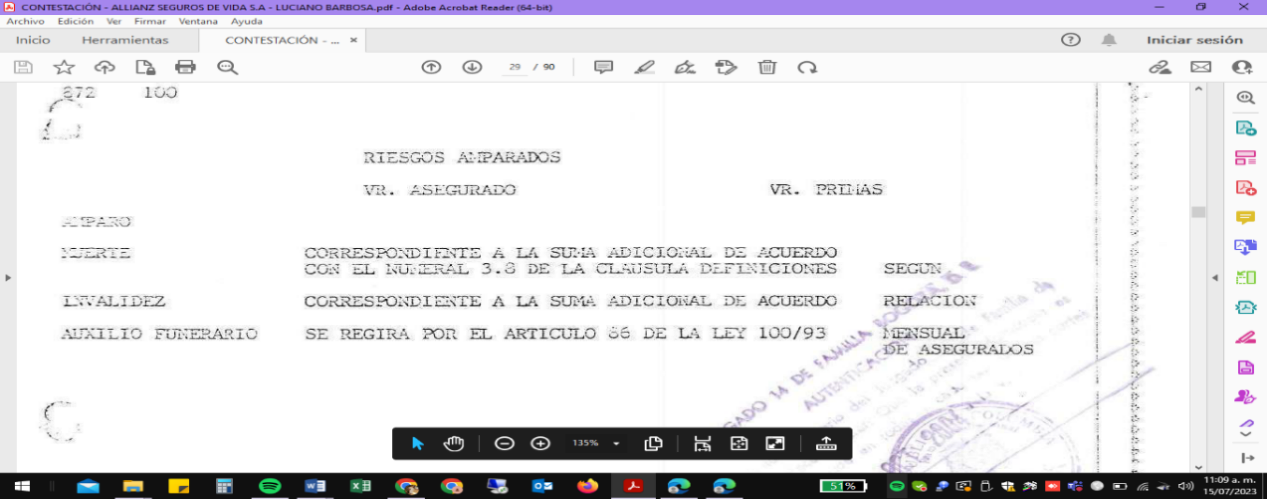 CONTESTACIÓN - ALLIANZ SEGUROS DE VIDA S.A - LUCIANO BARBOSA.pdf - Adobe Acrobat Reader (64-bit)
Archivo Edición Ver Firmar Ventana Ayuda
Inicio Herramientas CONTESTACIÓN - ... × Iniciar sesión
29 / 90
872 100
RIESGOS AMPARADOS
VR. ASEGURADO VR. PRIMAS
AMPARO
MUERTE CORRESPONDIENTE A LA SUMA ADICIONAL DE ACUERDO
CON EL NUMERAL 3.8 DE LA CLAUSULA DEFINICIONES SEGUN
INVALIDEZ CORRESPONDIENTE A LA SUMA ADICIONAL DE ACUERDO RELACION
AUXILIO FUNERARIO SE REGIRA POR EL ARTICULO 86 DE LA LEY 100/93 MENSUAL
DE ASEGURADOS
14 DE FAMILIA BOGOTA
135%
51%
11:09 a. m.
15/07/2023